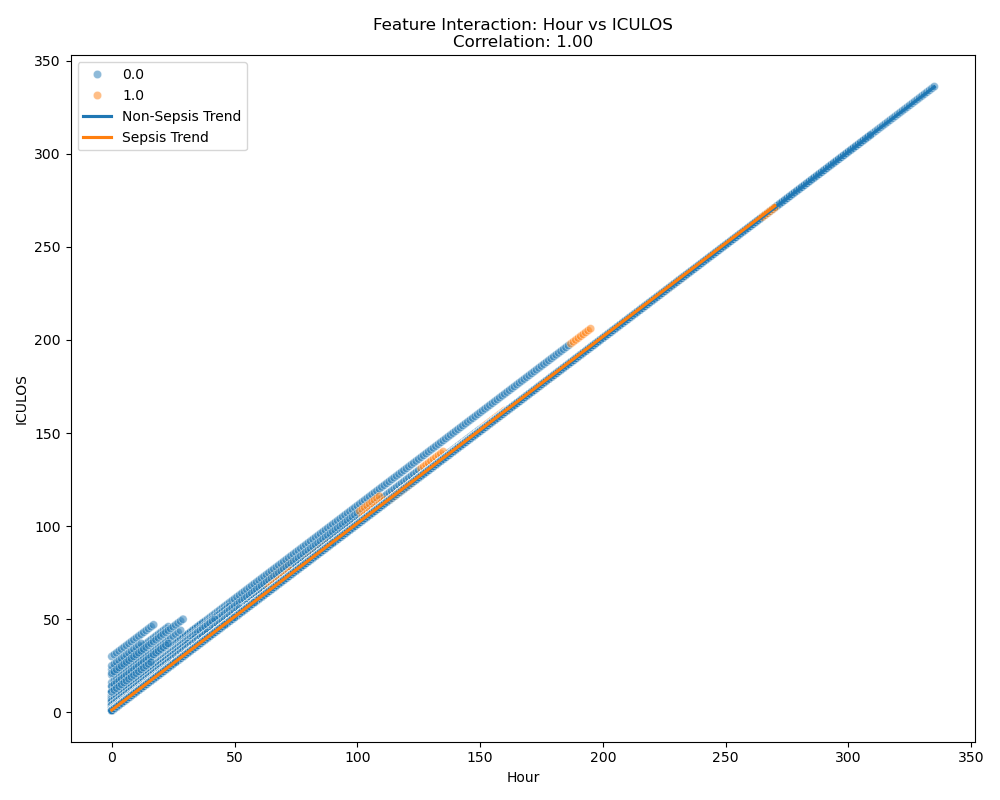 Feature Interaction: Hour vs ICULOS
Correlation: 1.00
0.0
1.0
Non-Sepsis Trend
Sepsis Trend
350
300
250
200
150
100
50
0
ICULOS
0 50 100 150 200 250 300 350
Hour